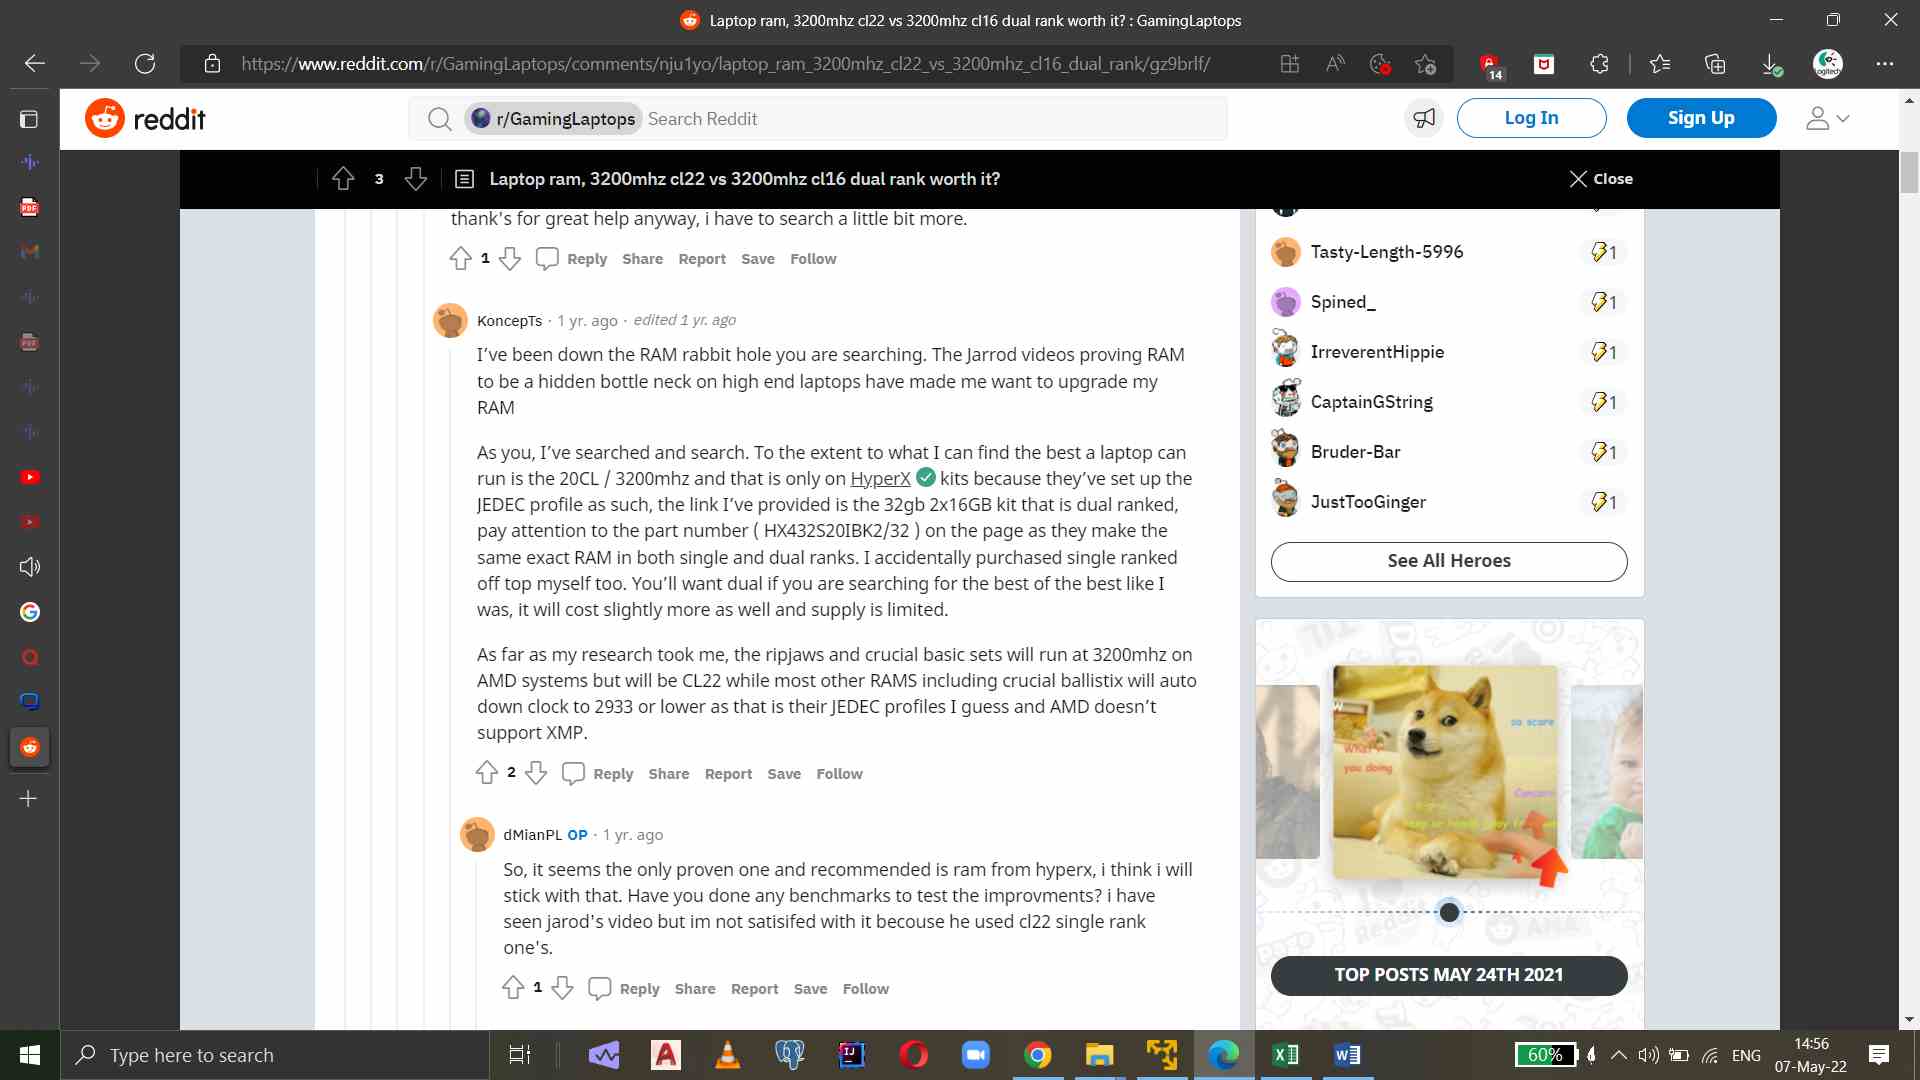 Laptop ram, 3200mhz cl22 vs 3200mhz cl16 dual rank worth it? : GamingLaptops
https://www.reddit.com/r/GamingLaptops/comments/nju1yo/laptop_ram_3200mhz_cl22_vs_3200mhz_cl16_dual_rank/gz9brlf/
14
reddit
r/GamingLaptops Search Reddit
Log In
Sign Up
3
Laptop ram, 3200mhz cl22 vs 3200mhz cl16 dual rank worth it?
Close
thank's for great help anyway, i have to search a little bit more.
1 Reply Share Report Save Follow
KoncepTs · 1 yr. ago · edited 1 yr. ago
I’ve been down the RAM rabbit hole you are searching. The Jarrod videos proving RAM
to be a hidden bottle neck on high end laptops have made me want to upgrade my
RAM
As you, I’ve searched and search. To the extent to what I can find the best a laptop can
run is the 20CL / 3200mhz and that is only on HyperX kits because they’ve set up the
JEDEC profile as such, the link I’ve provided is the 32gb 2x16GB kit that is dual ranked,
pay attention to the part number ( HX432S20IBK2/32 ) on the page as they make the
same exact RAM in both single and dual ranks. I accidentally purchased single ranked
off top myself too. You’ll want dual if you are searching for the best of the best like I
was, it will cost slightly more as well and supply is limited.
As far as my research took me, the ripjaws and crucial basic sets will run at 3200mhz on
AMD systems but will be CL22 while most other RAMS including crucial ballistix will auto
down clock to 2933 or lower as that is their JEDEC profiles I guess and AMD doesn’t
support XMP.
2 Reply Share Report Save Follow
dMianPL OP · 1 yr. ago
So, it seems the only proven one and recommended is ram from hyperx, i think i will
stick with that. Have you done any benchmarks to test the improvments? i have
seen jarod's video but im not satisifed with it becouse he used cl22 single rank
one's.
1 Reply Share Report Save Follow
Tasty-Length-5996 1
Spined_ 1
IrreverentHippie 1
CaptainGString 1
Bruder-Bar 1
JustTooGinger 1
See All Heroes
so scare
you doing
Concern
TOP POSTS MAY 24TH 2021
Type here to search
60%
ENG
14:56
07-May-22